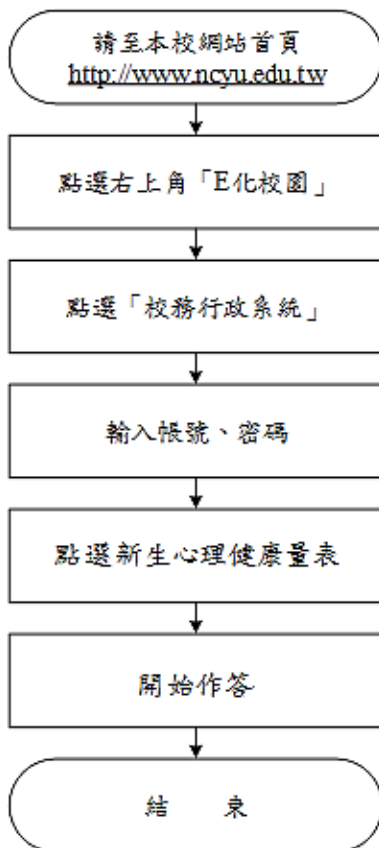 請至本校網站首頁
http://www.ncyu.edu.tw
點選右上角「E化校園」
點選「校務行政系統」
輸入帳號、密碼
點選新生心理健康量表
開始作答
結　　束